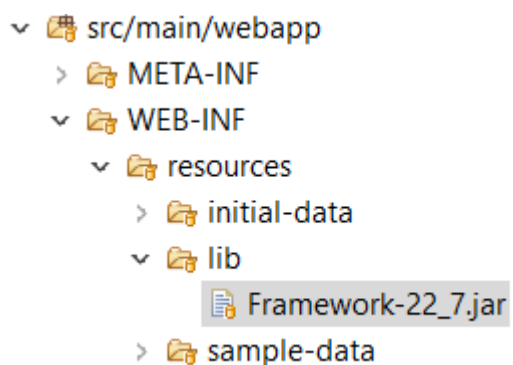 src/main/webapp
META-INF
WEB-INF
resources
initial-data
lib
Framework-22_7.jar
sample-data